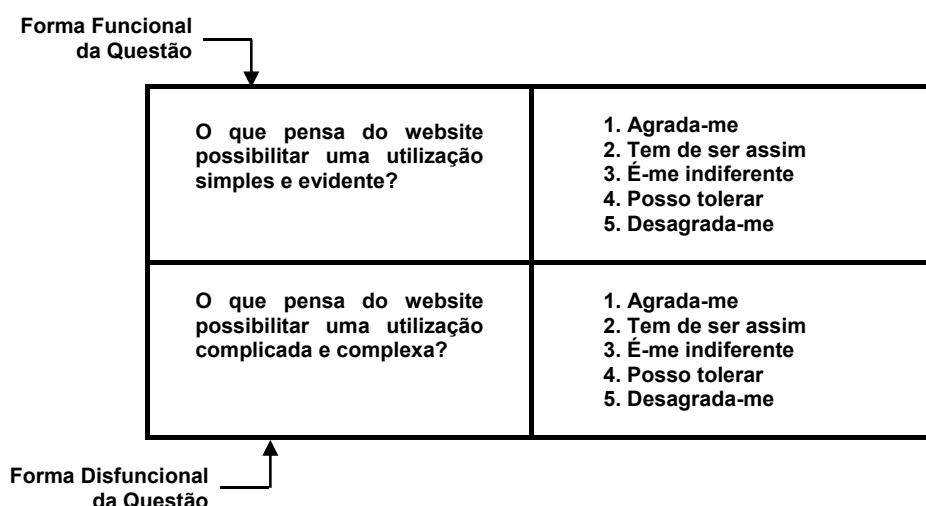 Forma Funcional
da Questão
O que pensa do website
possibilitar uma utilização
simples e evidente?
1. Agrada-me
2. Tem de ser assim
3. É-me indiferente
4. Posso tolerar
5. Desagrada-me
O que pensa do website
possibilitar uma utilização
complicada e complexa?
1. Agrada-me
2. Tem de ser assim
3. É-me indiferente
4. Posso tolerar
5. Desagrada-me
Forma Disfuncional
da Questão